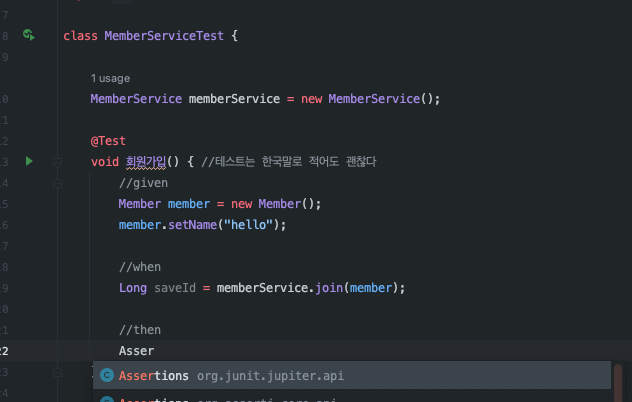 7
8 class MemberServiceTest {
9
1 usage
10 MemberService memberService = new MemberService();
11
12 @Test
13 void 회원가입() { //테스트는 한국말로 적어도 괜찮다
14 //given
15 Member member = new Member();
16 member.setName("hello");
17
18 //when
19 Long saveId = memberService.join(member);
20
21 //then
22 Asser
23 Assertions org.junit.jupiter.api
24 Assertions org.assertj.core.api